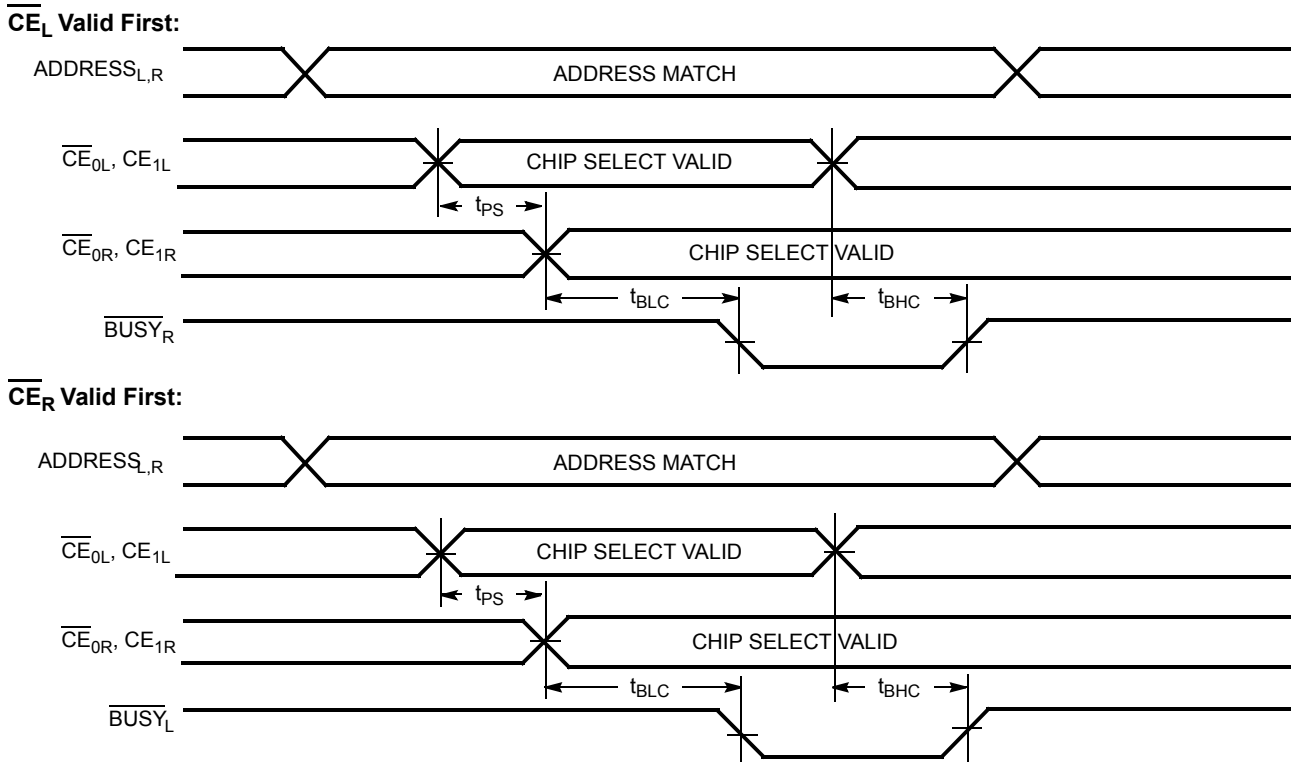 CE_L Valid First:
ADDRESS_L,R
ADDRESS MATCH
CE_0L, CE_1L
CHIP SELECT VALID
t_PS
CE_0R, CE_1R
CHIP SELECT VALID
t_BLC
t_BHC
BUSY_R
CE_R Valid First:
ADDRESS_L,R
ADDRESS MATCH
CE_0L, CE_1L
CHIP SELECT VALID
t_PS
CE_0R, CE_1R
CHIP SELECT VALID
t_BLC
t_BHC
BUSY_L